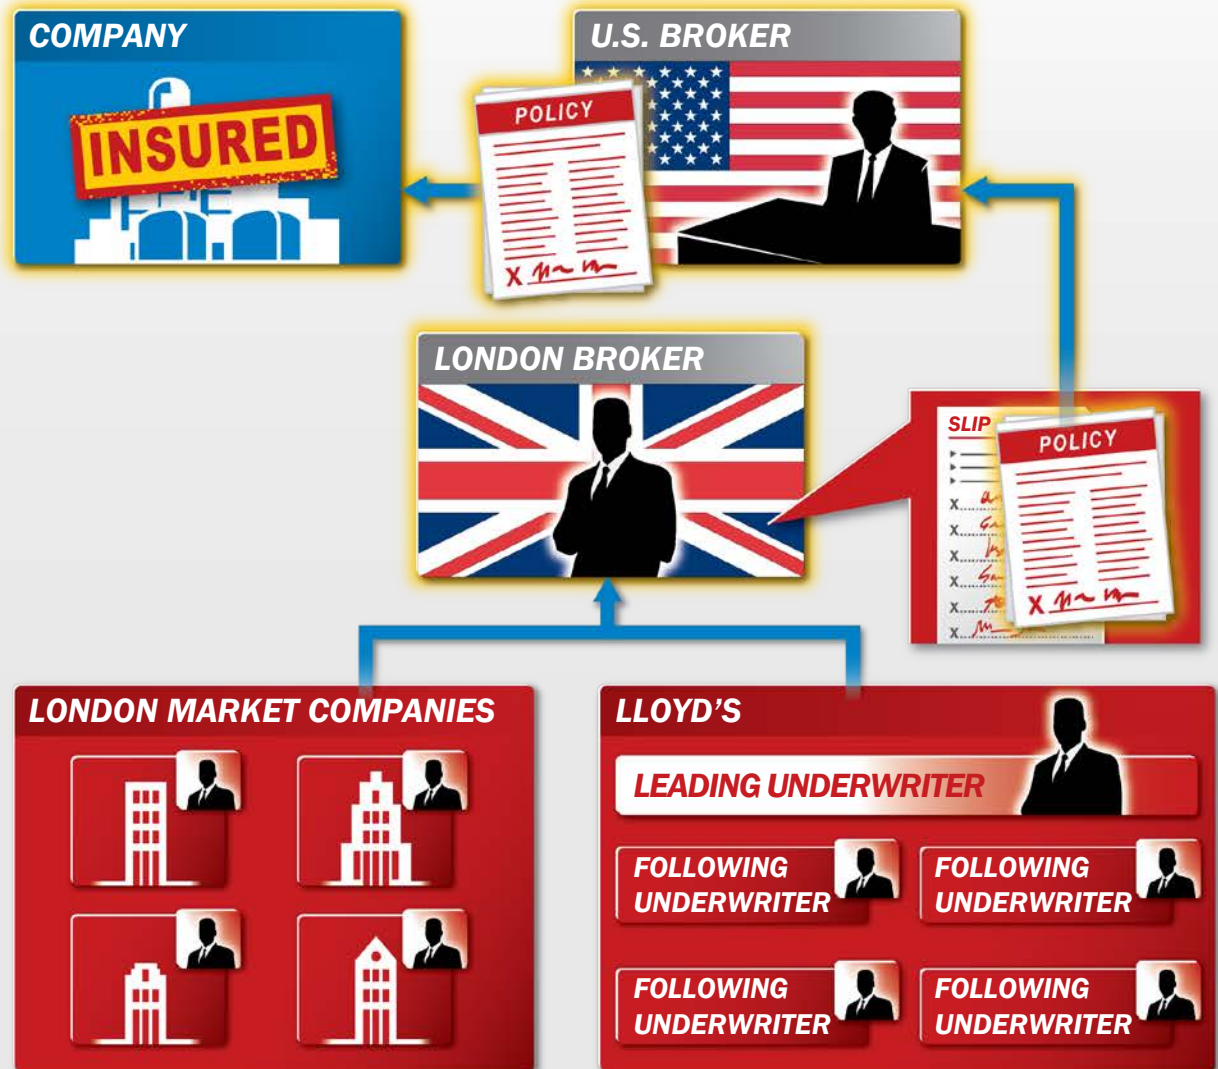 COMPANY
INSURED
U.S. BROKER
POLICY
X
LONDON BROKER
SLIP
X
X
X
X
X
X
POLICY
X
LONDON MARKET COMPANIES
LLOYD'S
LEADING UNDERWRITER
FOLLOWING
UNDERWRITER
FOLLOWING
UNDERWRITER
FOLLOWING
UNDERWRITER
FOLLOWING
UNDERWRITER